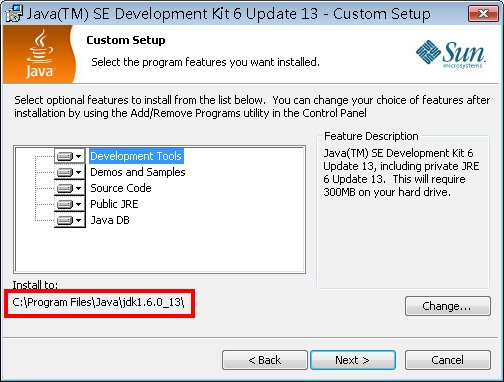 Java(TM) SE Development Kit 6 Update 13 - Custom Setup
Java
Custom Setup
Select the program features you want installed.
Sun
microsystems
Select optional features to install from the list below. You can change your choice of features after
installation by using the Add/Remove Programs utility in the Control Panel
Development Tools
Demos and Samples
Source Code
Public JRE
Java DB
Feature Description
Java(TM) SE Development Kit 6
Update 13, including private JRE
6 Update 13. This will require
300MB on your hard drive.
Install to:
C:\Program Files\Java\jdk1.6.0_13\
Change...
< Back
Next >
Cancel